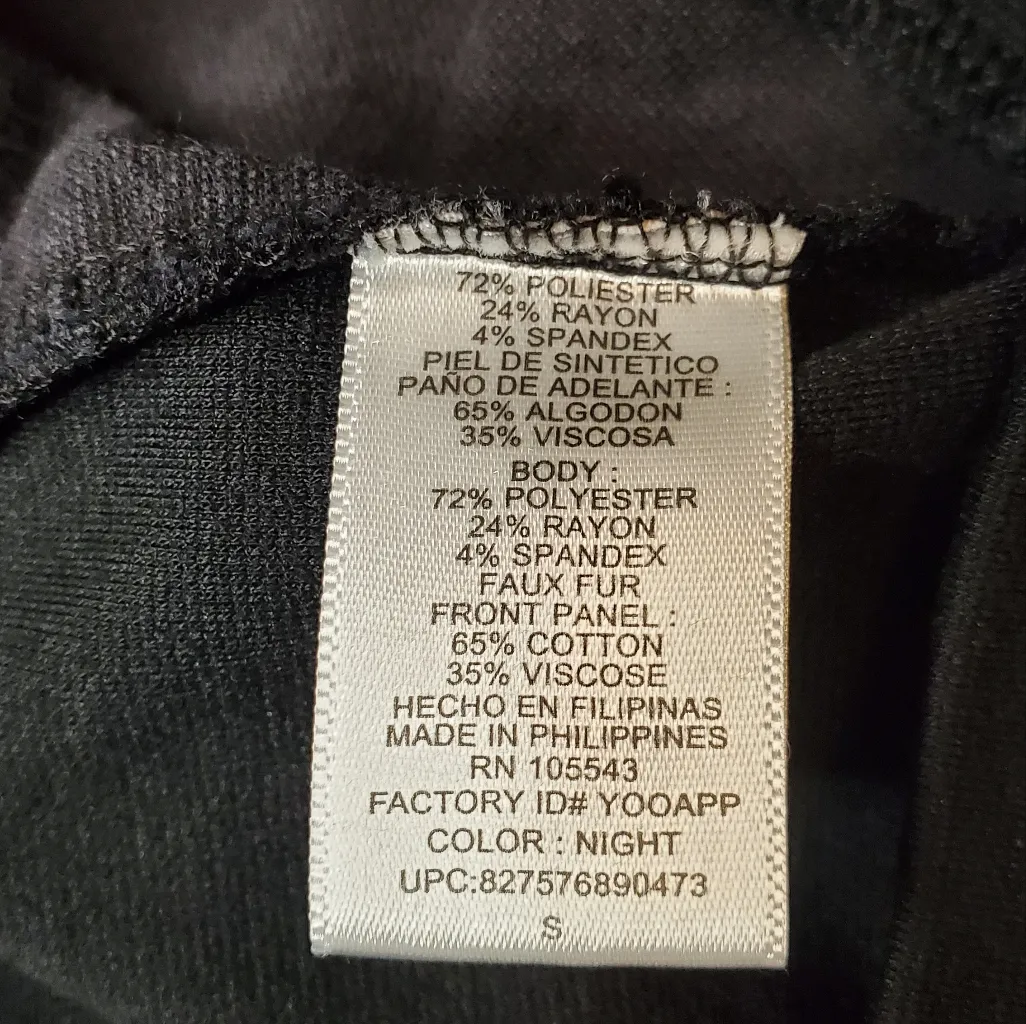 72% POLIESTER
24% RAYON
4% SPANDEX
PIEL DE SINTETICO
PAÑO DE ADELANTE :
65% ALGODON
35% VISCOSA
BODY :
72% POLYESTER
24% RAYON
4% SPANDEX
FAUX FUR
FRONT PANEL :
65% COTTON
35% VISCOSE
HECHO EN FILIPINAS
MADE IN PHILIPPINES
RN 105543
FACTORY ID# YOOAPP
COLOR : NIGHT
UPC:827576890473
S